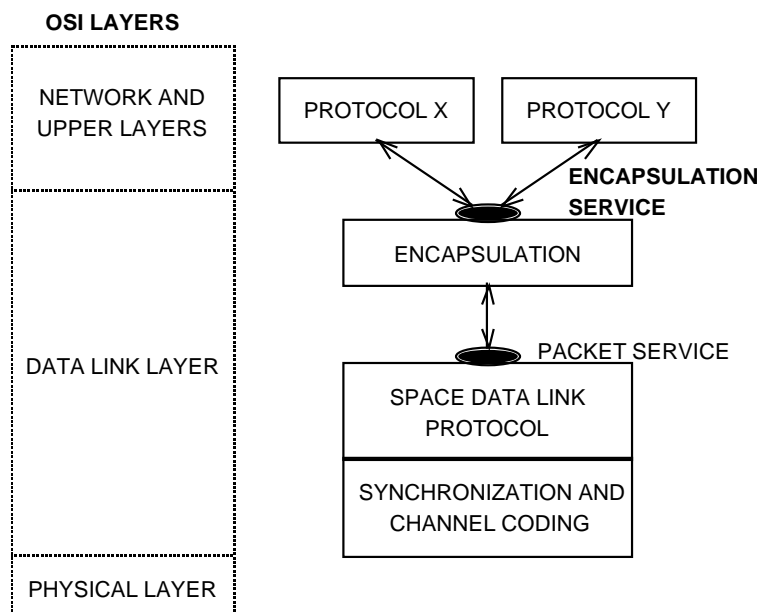 OSI LAYERS
NETWORK AND
UPPER LAYERS
PROTOCOL X
PROTOCOL Y
ENCAPSULATION
SERVICE
ENCAPSULATION
DATA LINK LAYER
PACKET SERVICE
SPACE DATA LINK
PROTOCOL
SYNCHRONIZATION AND
CHANNEL CODING
PHYSICAL LAYER